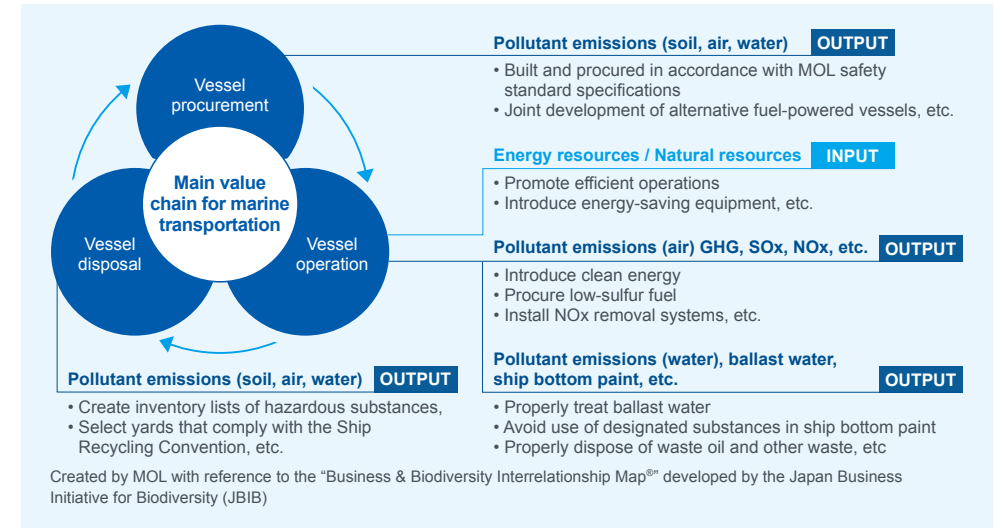 Vessel
procurement
Main value
chain for marine
transportation
Vessel
disposal
Vessel
operation
Pollutant emissions (soil, air, water) OUTPUT
• Built and procured in accordance with MOL safety
standard specifications
• Joint development of alternative fuel-powered vessels, etc.
Energy resources / Natural resources INPUT
• Promote efficient operations
• Introduce energy-saving equipment, etc.
Pollutant emissions (air) GHG, SOx, NOx, etc. OUTPUT
• Introduce clean energy
• Procure low-sulfur fuel
• Install NOx removal systems, etc.
Pollutant emissions (water), ballast water,
ship bottom paint, etc. OUTPUT
• Properly treat ballast water
• Avoid use of designated substances in ship bottom paint
• Properly dispose of waste oil and other waste, etc
Pollutant emissions (soil, air, water) OUTPUT
• Create inventory lists of hazardous substances,
• Select yards that comply with the Ship
Recycling Convention, etc.
Created by MOL with reference to the “Business & Biodiversity Interrelationship Map®” developed by the Japan Business
Initiative for Biodiversity (JBIB)